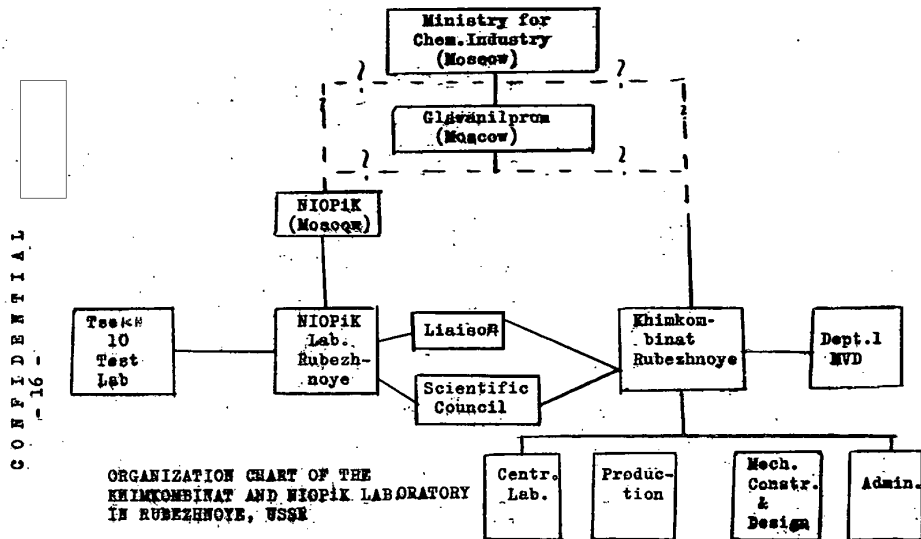 Ministry for
Chem.Industry
(Moscow)
?
?
?
?
Glavanilprom
(Moscow)
?
?
NIOPiK
(Moscow)
CONFIDENTIAL
-16-
Tsekh
10
Test
Lab
NIOPiK
Lab.
Rubezh-
noye
Liaison
Scientific
Council
Khimkom-
binat
Rubezhnoye
Dept.1
MVD
ORGANIZATION CHART OF THE
KHIMKOMBINAT AND NIOPiK LABORATORY
IN RUBEZHNOYE, USSR
Centr.
Lab.
Produc-
tion
Mech.
Constr.
&
Design
Admin.